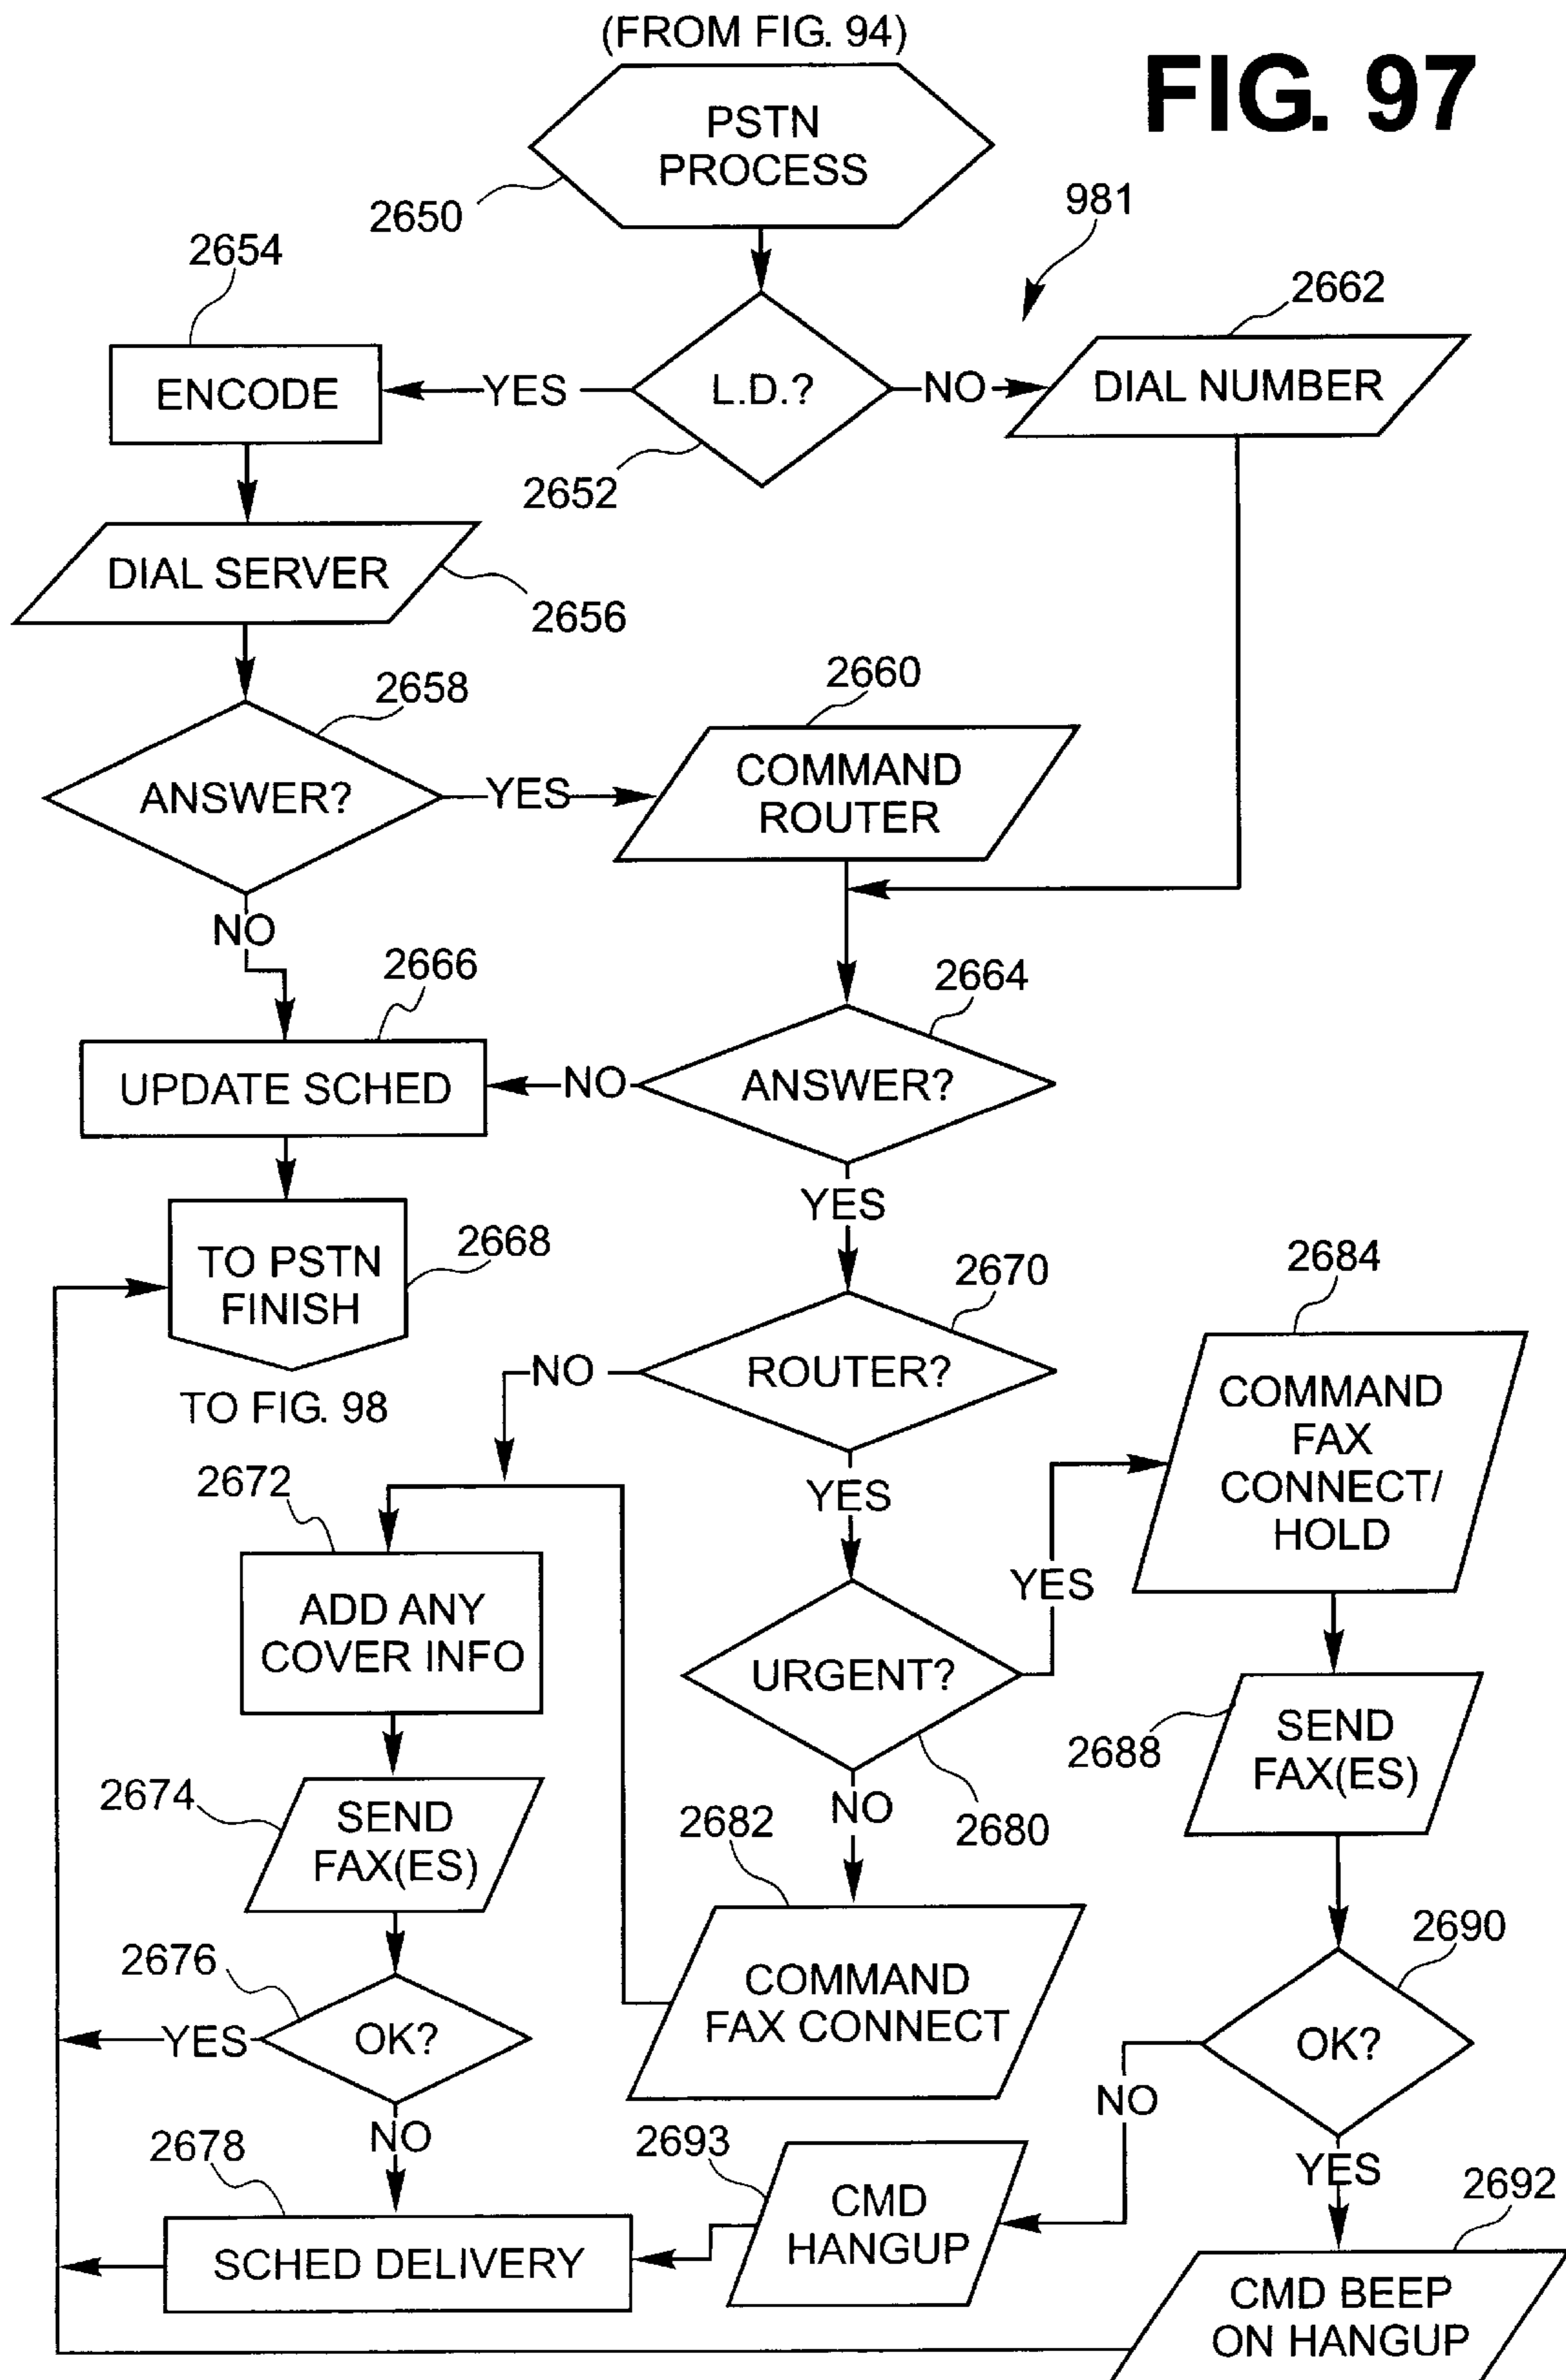 (FROM FIG. 94)
FIG. 97
PSTN
PROCESS
2650
981
2654
2662
ENCODE
YES
L.D.?
NO
DIAL NUMBER
2652
DIAL SERVER
2656
2658
2660
ANSWER?
YES
COMMAND
ROUTER
NO
2666
2664
UPDATE SCHED
NO
ANSWER?
YES
TO PSTN
FINISH
2668
2670
2684
TO FIG. 98
NO
ROUTER?
COMMAND
FAX
CONNECT/
HOLD
2672
YES
YES
ADD ANY
COVER INFO
URGENT?
2688
SEND
FAX(ES)
2674
SEND
FAX(ES)
2682
NO
2680
2676
2690
YES
OK?
COMMAND
FAX CONNECT
OK?
NO
NO
2678
2693
YES
2692
SCHED DELIVERY
CMD
HANGUP
CMD BEEP
ON HANGUP